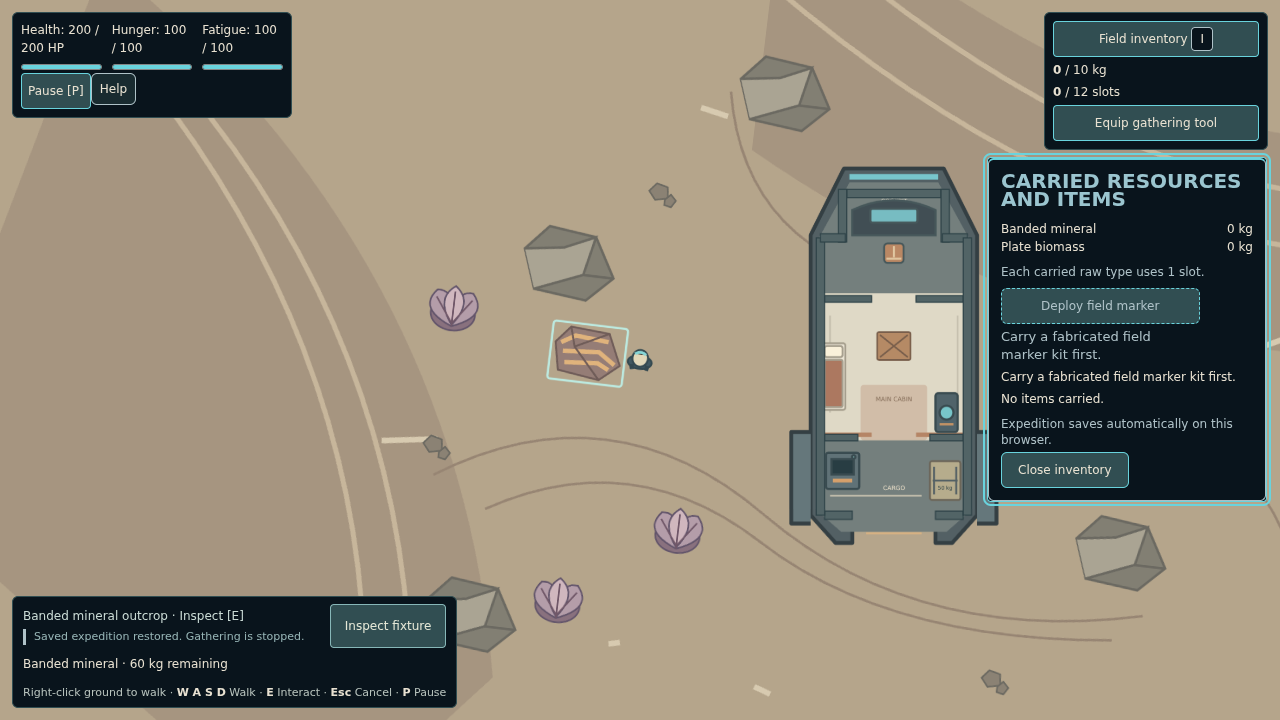 Health: 200 / 200 HP
Hunger: 100 / 100
Fatigue: 100 / 100
Pause [P]
Help
Field inventory I
0 / 10 kg
0 / 12 slots
Equip gathering tool
CARRIED RESOURCES
AND ITEMS
Banded mineral 0 kg
Plate biomass 0 kg
Each carried raw type uses 1 slot.
Deploy field marker
Carry a fabricated field
marker kit first.
Carry a fabricated field marker kit first.
No items carried.
Expedition saves automatically on this
browser.
Close inventory
MAIN CABIN
CARGO
50 kg
Banded mineral outcrop · Inspect [E]
Saved expedition restored. Gathering is stopped.
Inspect fixture
Banded mineral · 60 kg remaining
Right-click ground to walk · W A S D Walk · E Interact · Esc Cancel · P Pause